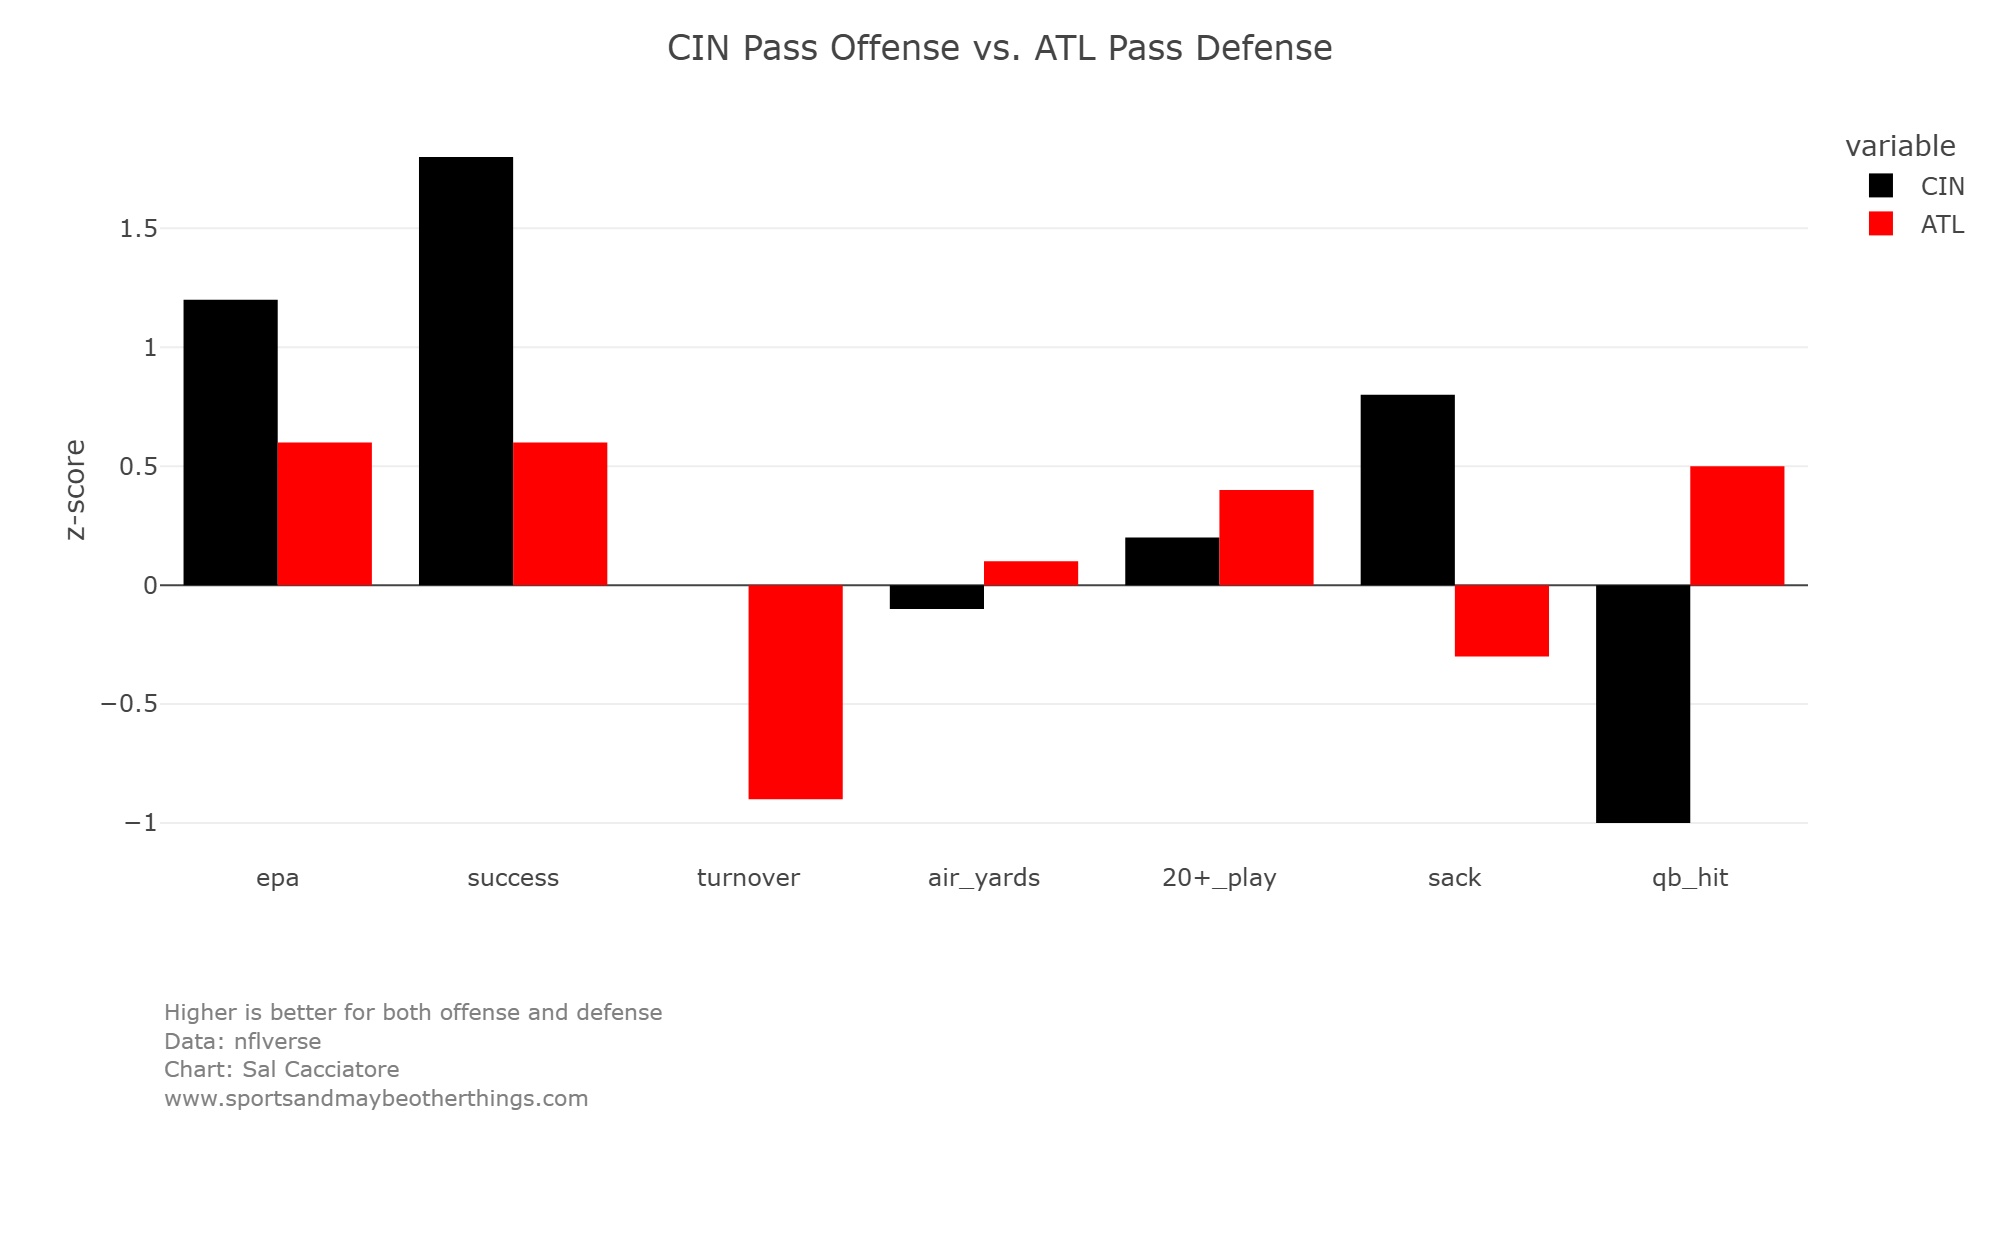 CIN Pass Offense vs. ATL Pass Defense
variable
CIN
ATL
z-score
1.5
1
0.5
0
−0.5
−1
epa success turnover air_yards 20+_play sack qb_hit
Higher is better for both offense and defense
Data: nflverse
Chart: Sal Cacciatore
www.sportsandmaybeotherthings.com